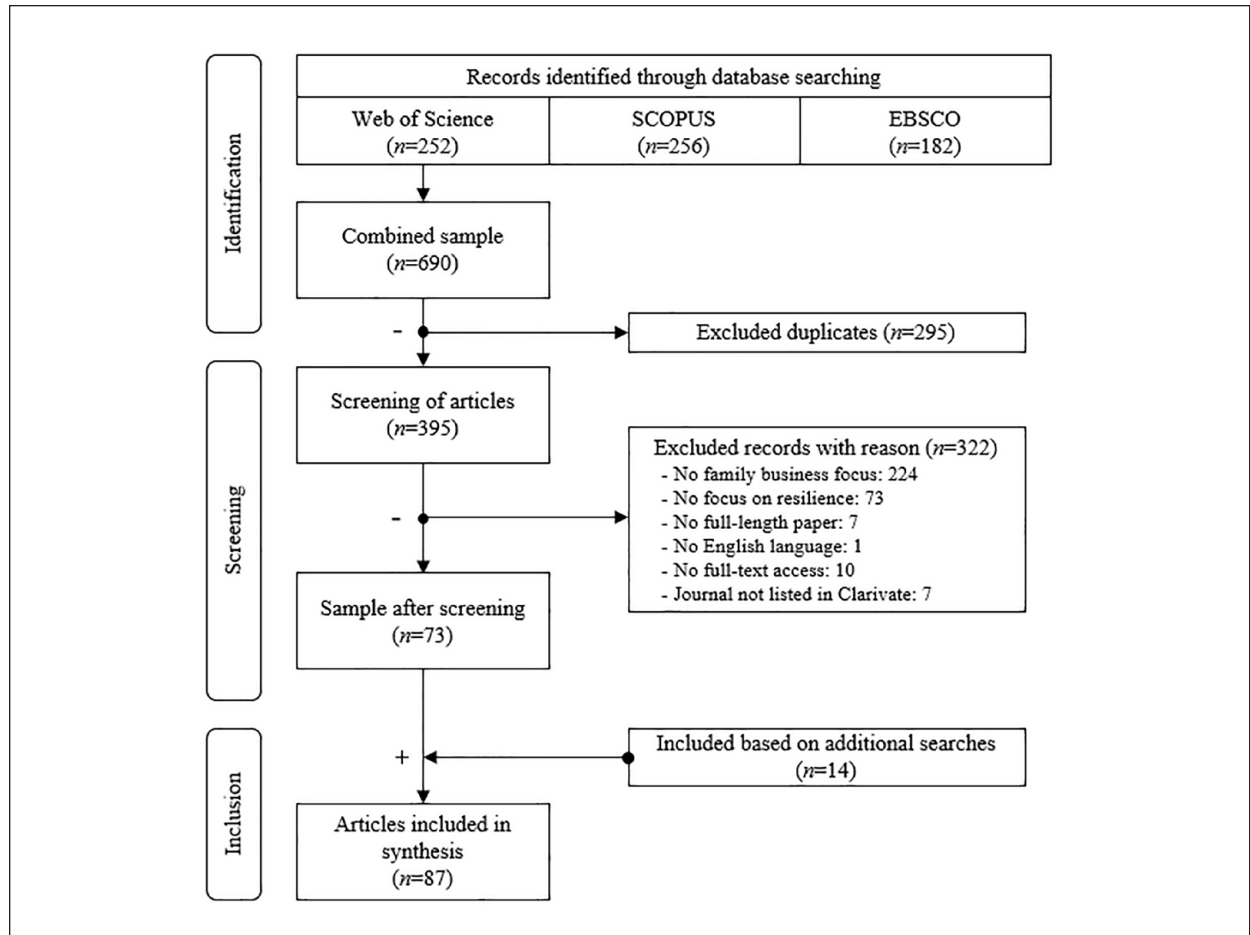 Identification
Records identified through database searching
Web of Science
(n=252)
SCOPUS
(n=256)
EBSCO
(n=182)
Combined sample
(n=690)
-
Excluded duplicates (n=295)
Screening
Screening of articles
(n=395)
-
Excluded records with reason (n=322)
- No family business focus: 224
- No focus on resilience: 73
- No full-length paper: 7
- No English language: 1
- No full-text access: 10
- Journal not listed in Clarivate: 7
Sample after screening
(n=73)
Inclusion
+
Included based on additional searches
(n=14)
Articles included in
synthesis
(n=87)